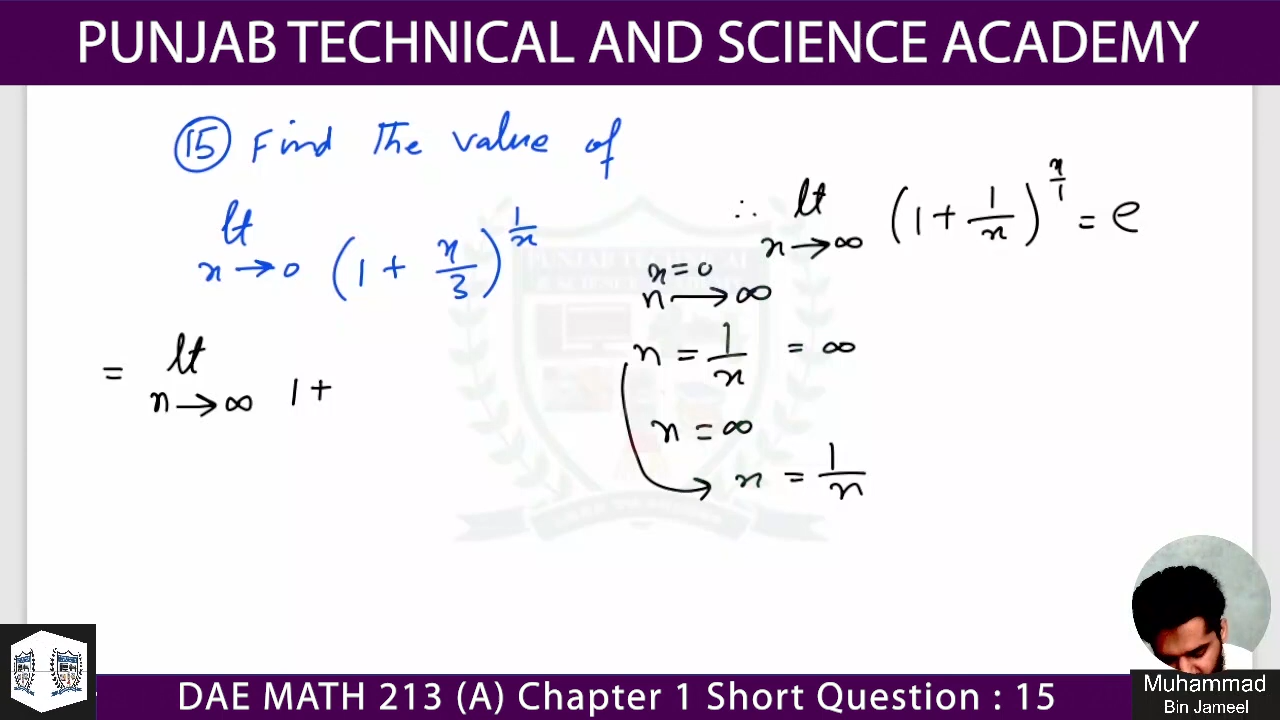 PUNJAB TECHNICAL AND SCIENCE ACADEMY
15 Find The value of
lt x→0 (1 + x/3)^(1/x)
∴ lt x→∞ (1 + 1/x)^(x/1) = e
x = 0
n → ∞
n = 1/x = ∞
n = ∞
x = 1/n
= lt n→∞ 1 +
DAE MATH 213 (A) Chapter 1 Short Question : 15
Muhammad
Bin Jameel